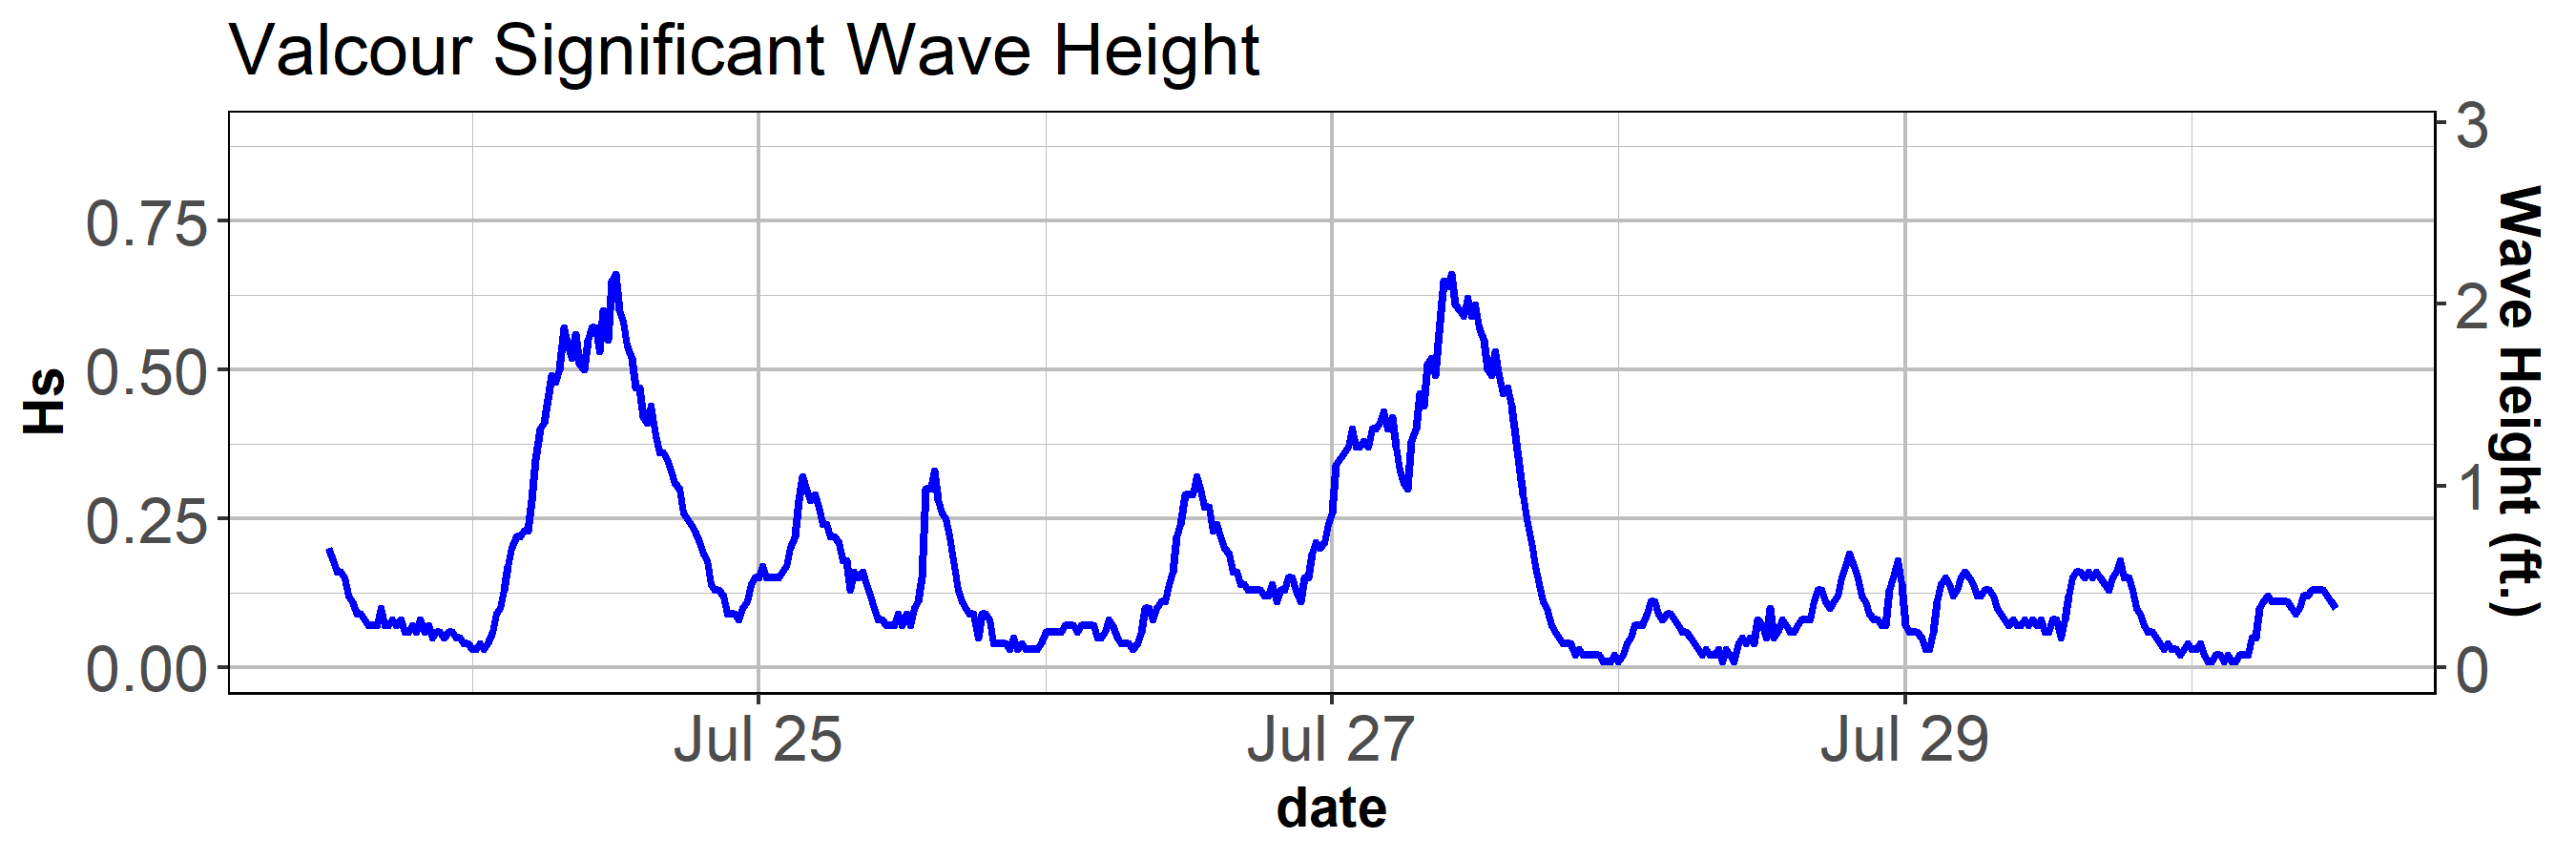 Valcour Significant Wave Height
Hs
0.75
0.50
0.25
0.00
3
2
1
0
Wave Height (ft.)
Jul 25
Jul 27
Jul 29
date